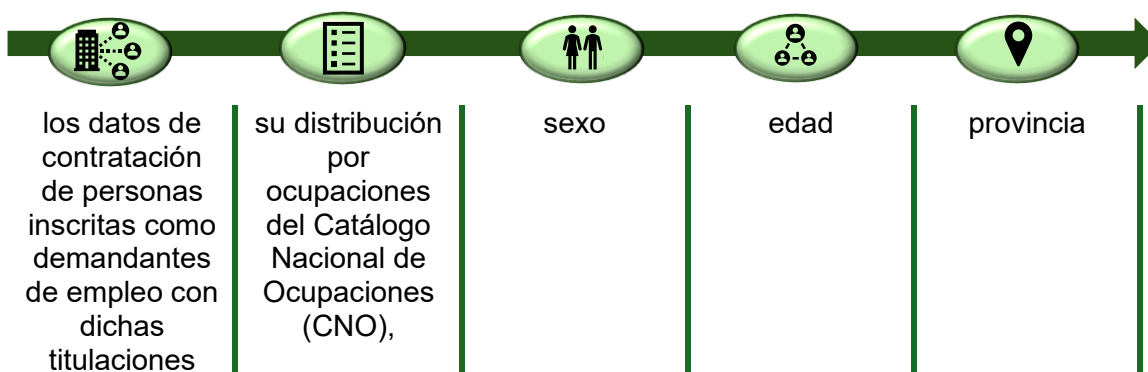 los datos de
contratación
de personas
inscritas como
demandantes
de empleo con
dichas
titulaciones
su distribución
por
ocupaciones
del Catálogo
Nacional de
Ocupaciones
(CNO),
sexo
edad
provincia